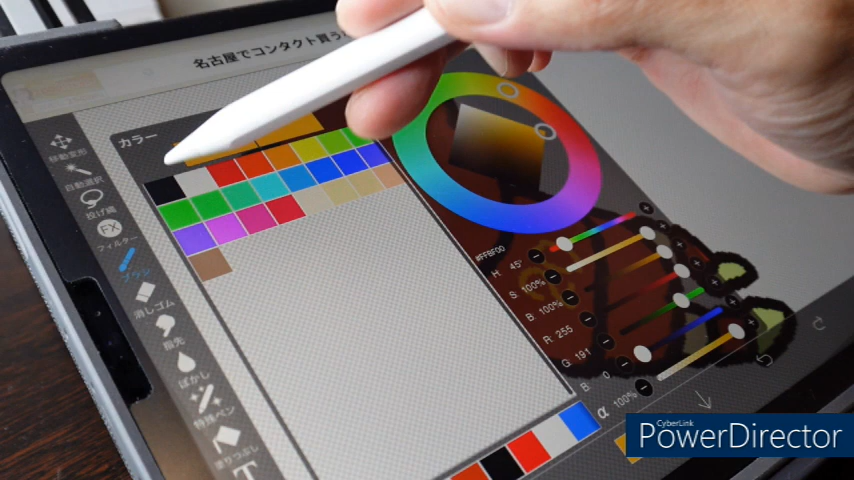 名古屋でコンタクト買うな
カラー
移動変形
自動選択
投げ縄
FX
フィルター
ブラシ
消しゴム
指先
ぼかし
特殊ペン
塗りつぶし
T
#FFBF00
H: 45°
S: 100%
B: 100%
R: 255
G: 191
B: 0
α 100%
CyberLink
PowerDirector